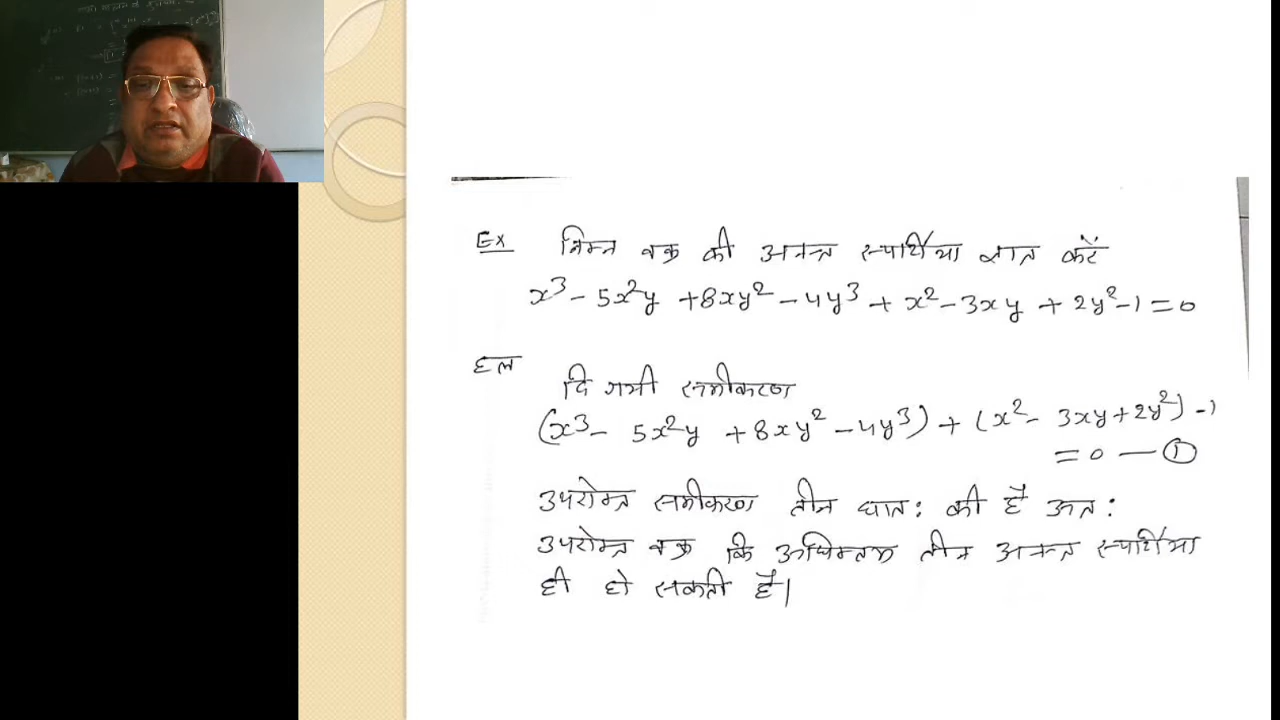 Ex निम्न वक्र की अनन्त स्पर्शीया ज्ञात करें
x³ - 5x²y + 8xy² - 4y³ + x² - 3xy + 2y² - 1 = 0
हल
दि गयी समीकरण
(x³ - 5x²y + 8xy² - 4y³) + (x² - 3xy + 2y²) - 1
= 0 — ①
उपरोक्त समीकरण तीन घात: की है अत:
उपरोक्त वक्र कि अधिक्तम तीन अनन्त स्पर्शीया
ही हो सकती है।